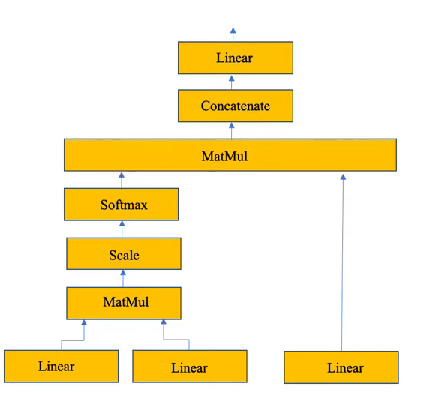 Linear
Concatenate
MatMul
Softmax
Scale
MatMul
Linear
Linear
Linear